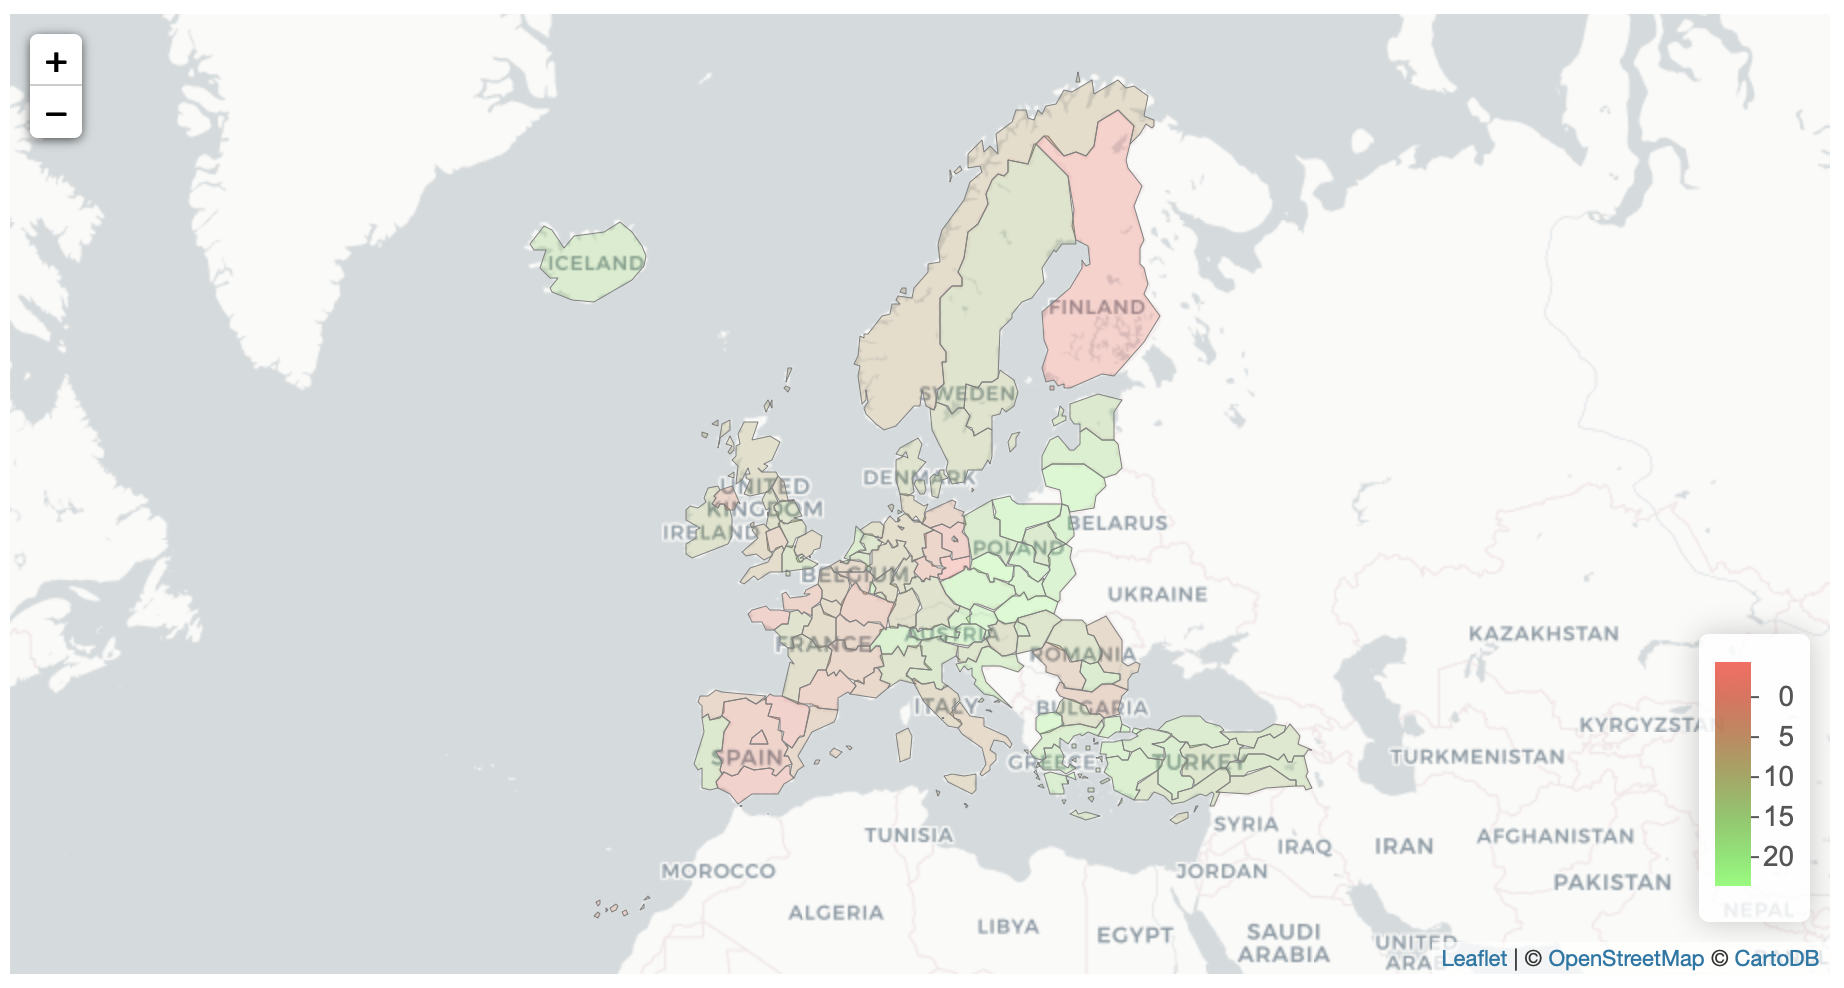 +
−
ICELAND
FINLAND
SWEDEN
DENMARK
UNITED
KINGDOM
IRELAND
BELARUS
POLAND
BELGIUM
UKRAINE
FRANCE
AUSTRIA
KAZAKHSTAN
ROMANIA
ITALY
BULGARIA
KYRGYZSTAN
SPAIN
GREECE
TURKEY
TURKMENISTAN
TUNISIA
SYRIA
IRAQ
IRAN
AFGHANISTAN
MOROCCO
JORDAN
PAKISTAN
ALGERIA
LIBYA
EGYPT
SAUDI
ARABIA
UNITED
ARAB
NEPAL
0
5
10
15
20
Leaflet | © OpenStreetMap © CartoDB